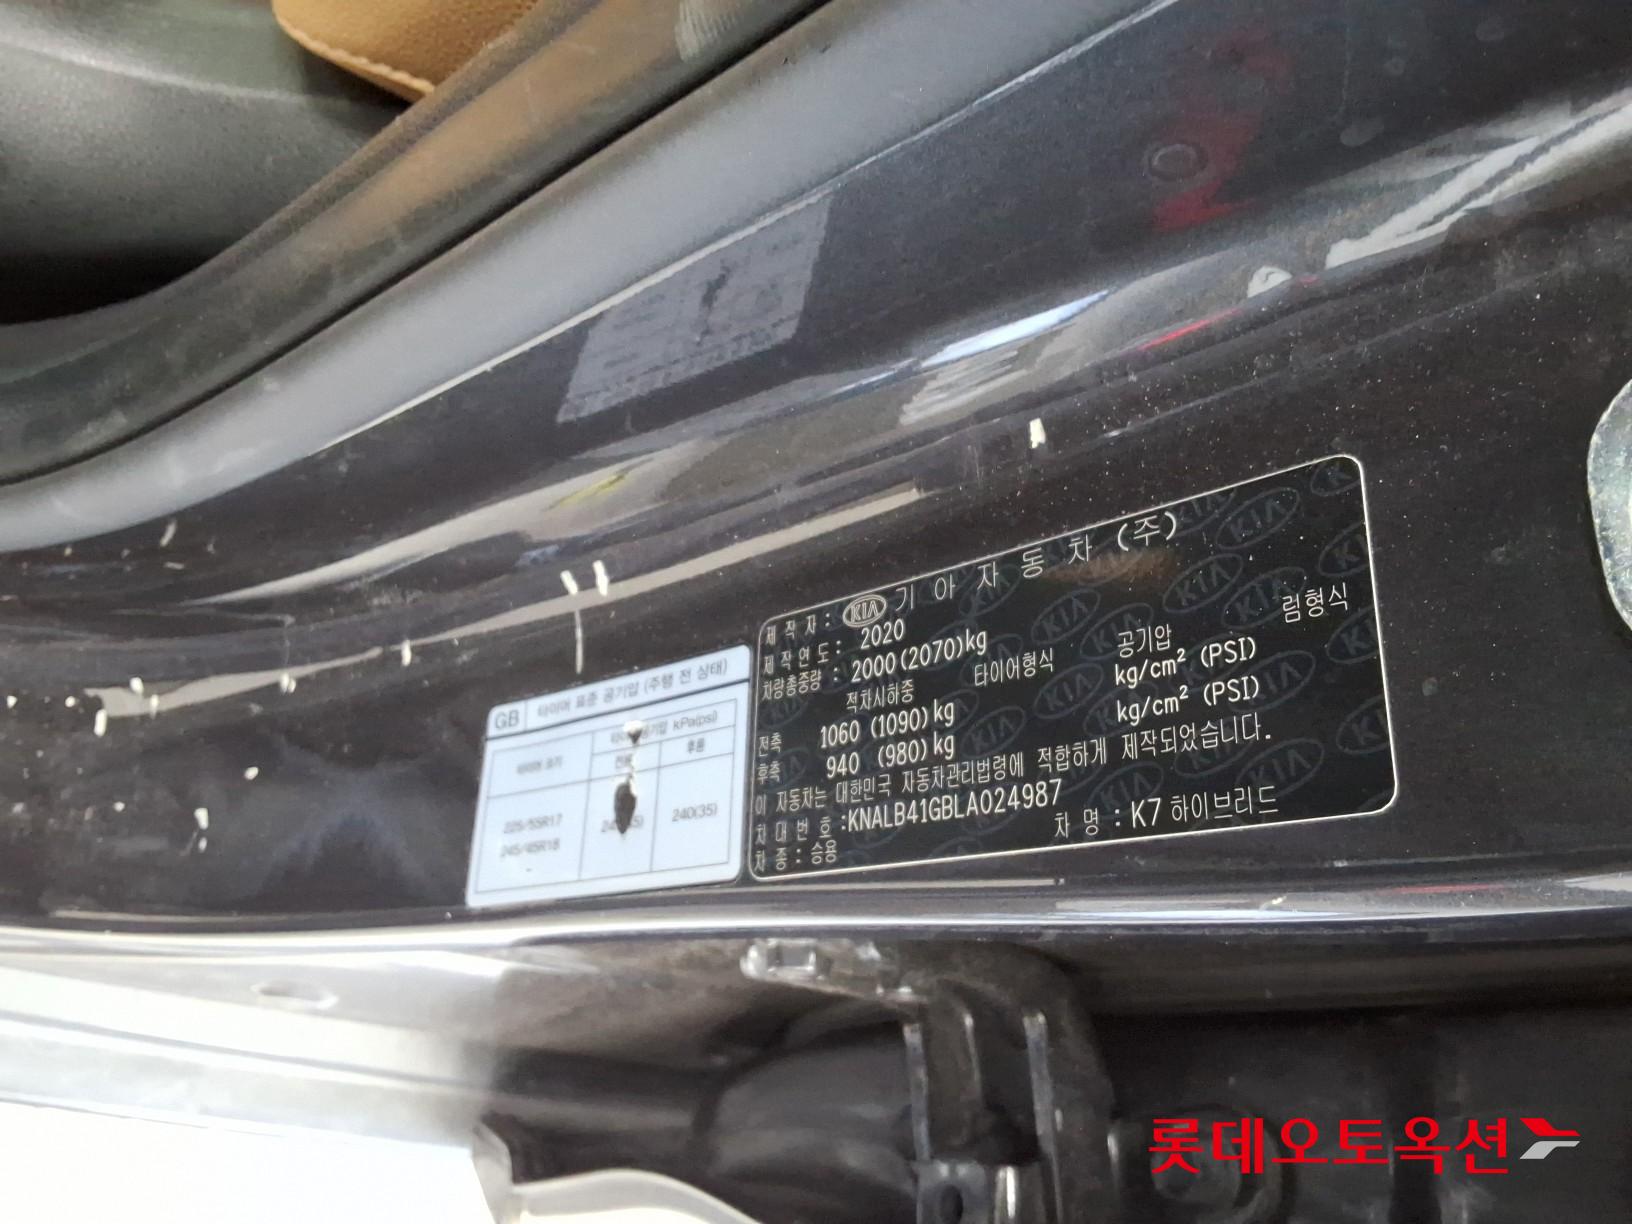 GB 타이어 표준 공기압 (주행 전 상태)
타이어 표기
kPa(psi)
후륜
225/55R17
245/45R18
240(35)
제작자: KIA 기아자동차(주)
제작연도: 2020
차량총중량: 2000(2070)kg
적차시하중 타이어형식 공기압 림형식
전축 1060 (1090)kg kg/cm² (PSI)
후축 940 (980)kg kg/cm² (PSI)
이 자동차는 대한민국 자동차관리법령에 적합하게 제작되었습니다.
차대번호:KNALB41GBLA024987
차종: 승용 차명: K7 하이브리드
롯데오토옥션